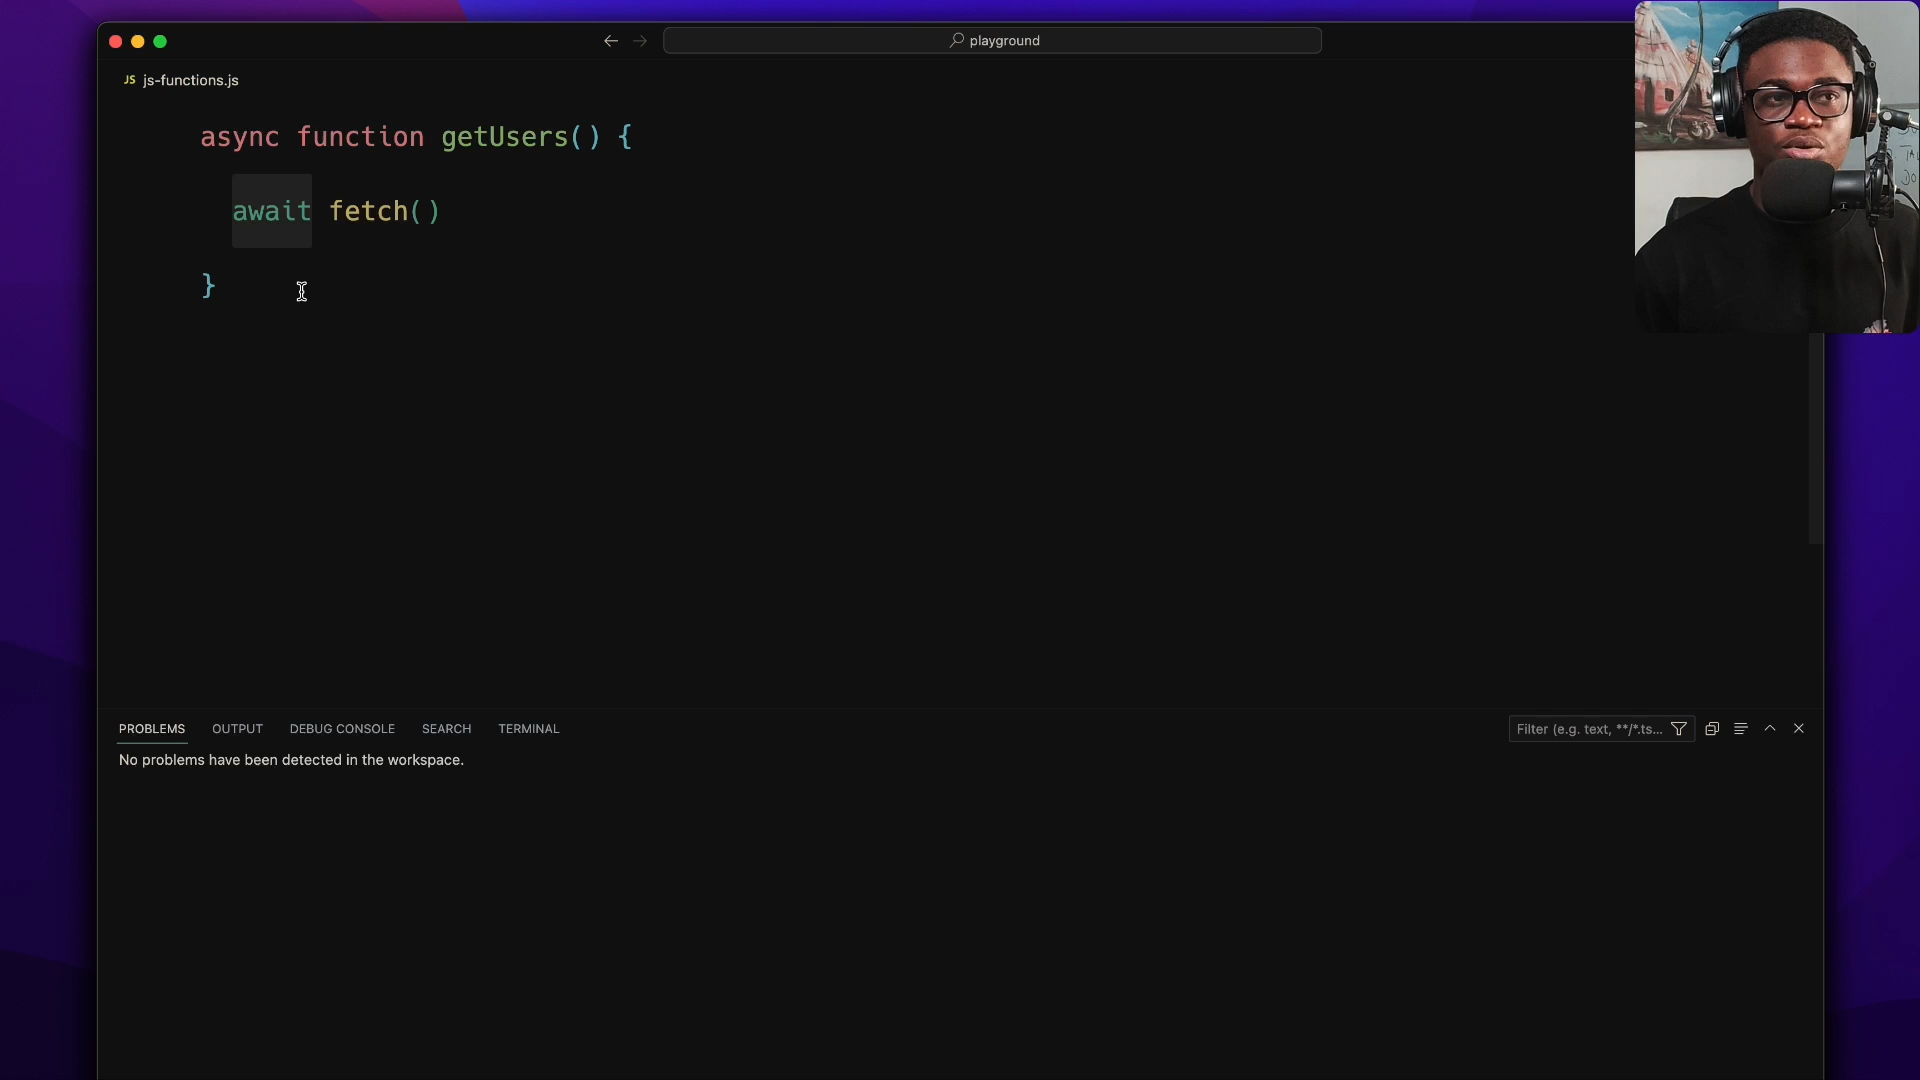 playground
JS js-functions.js
async function getUsers() {
await fetch()
}
PROBLEMS OUTPUT DEBUG CONSOLE SEARCH TERMINAL
Filter (e.g. text, **/*.ts...
No problems have been detected in the workspace.